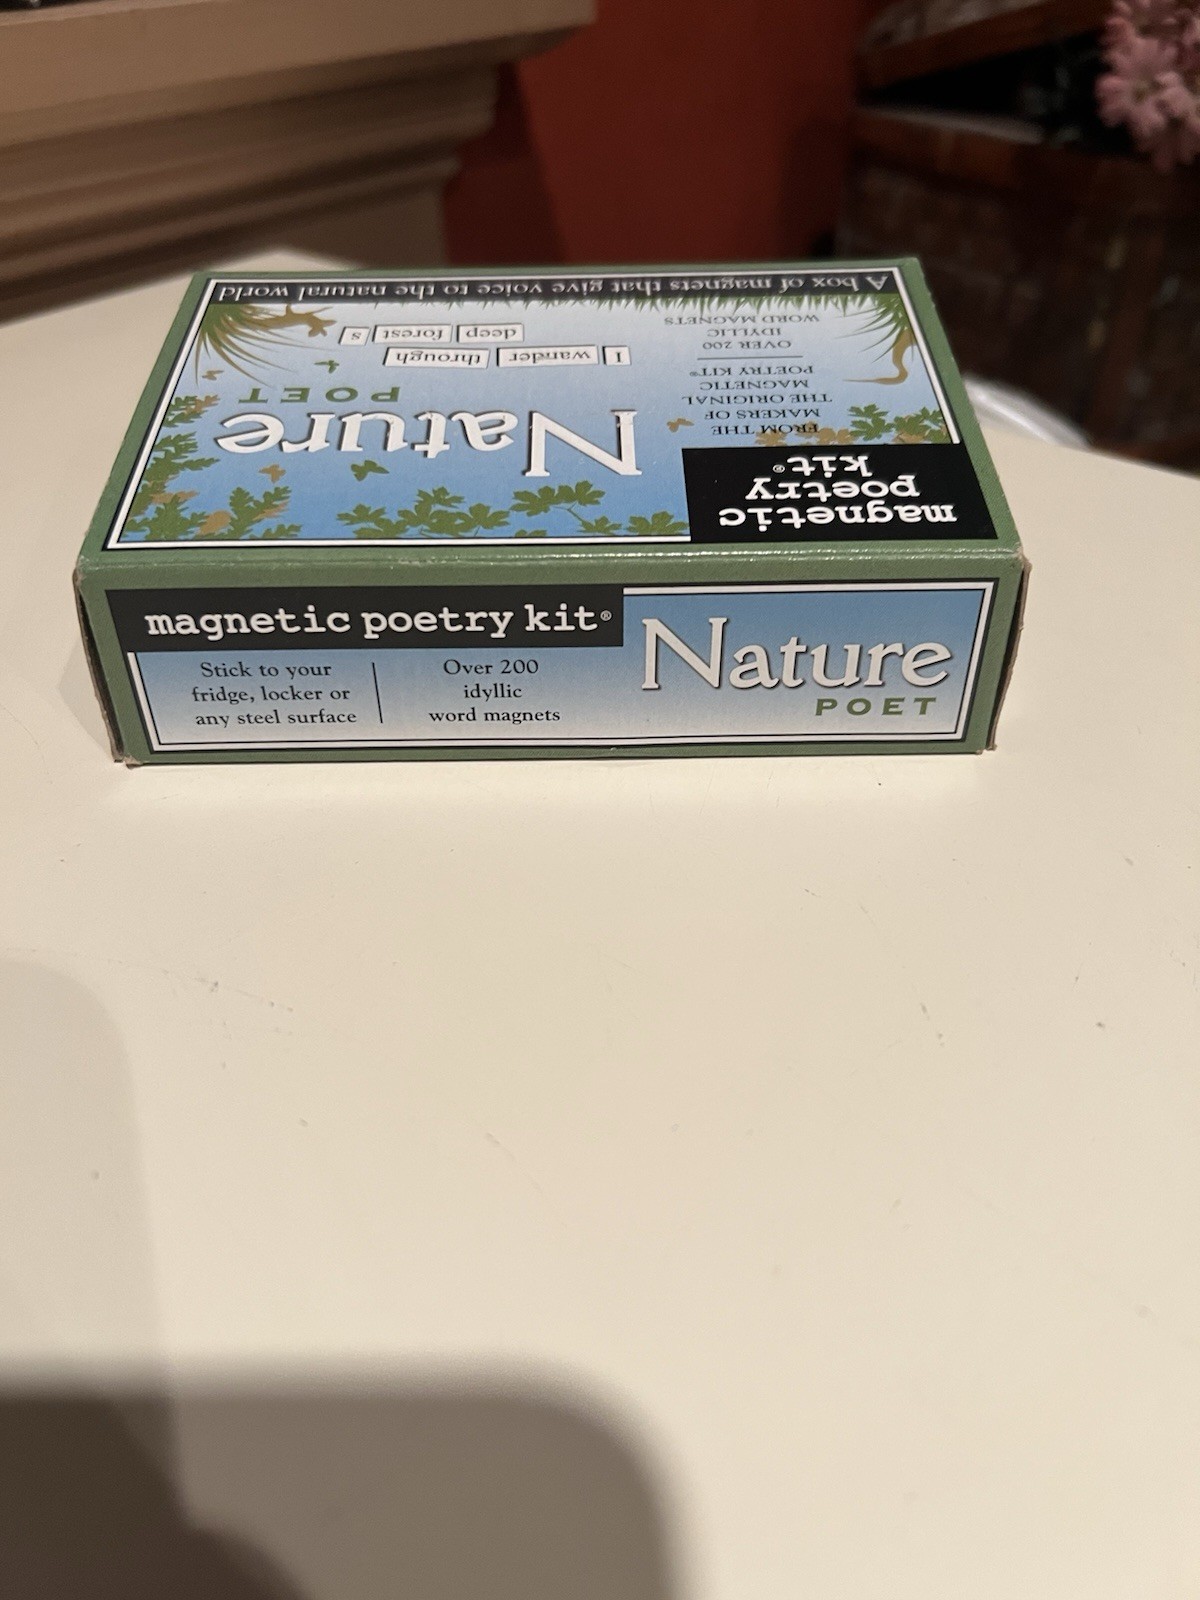 A box of magnets that give voice to the natural world
magnetic
poetry
kit®
FROM THE
MAKERS OF
THE ORIGINAL
MAGNETIC
POETRY KIT®
OVER 200
IDYLLIC
WORD MAGNETS
Nature
POET
I wander through
deep forest s
magnetic poetry kit®
Stick to your
fridge, locker or
any steel surface
Over 200
idyllic
word magnets
Nature
POET